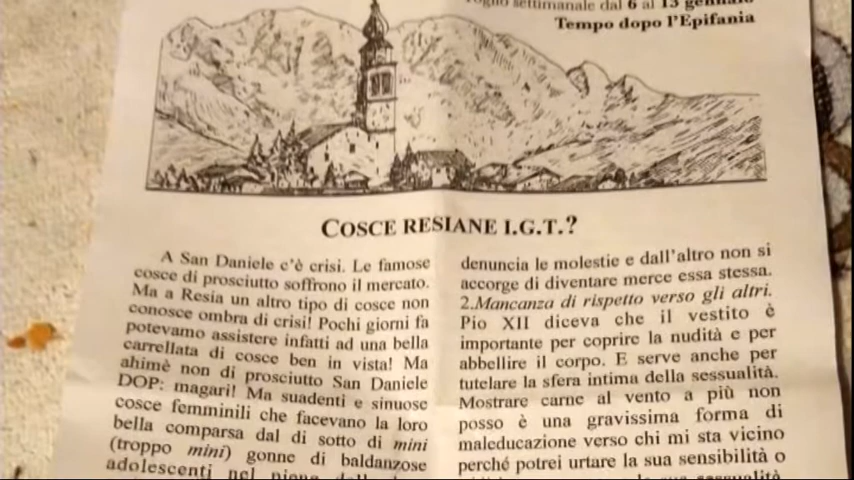 Foglio settimanale dal 6 al 13 gennaio
Tempo dopo l'Epifania
COSCE RESIANE I.G.T.?
A San Daniele c'è crisi. Le famose
cosce di prosciutto soffrono il mercato.
Ma a Resia un altro tipo di cosce non
conosce ombra di crisi! Pochi giorni fa
potevamo assistere infatti ad una bella
carrellata di cosce ben in vista! Ma
ahimè non di prosciutto San Daniele
DOP: magari! Ma suadenti e sinuose
cosce femminili che facevano la loro
bella comparsa dal di sotto di mini
(troppo mini) gonne di baldanzose
adolescenti nel
denuncia le molestie e dall'altro non si
accorge di diventare merce essa stessa.
2.Mancanza di rispetto verso gli altri.
Pio XII diceva che il vestito è
importante per coprire la nudità e per
abbellire il corpo. E serve anche per
tutelare la sfera intima della sessualità.
Mostrare carne al vento a più non
posso è una gravissima forma di
maleducazione verso chi mi sta vicino
perché potrei urtare la sua sensibilità o
sessualità